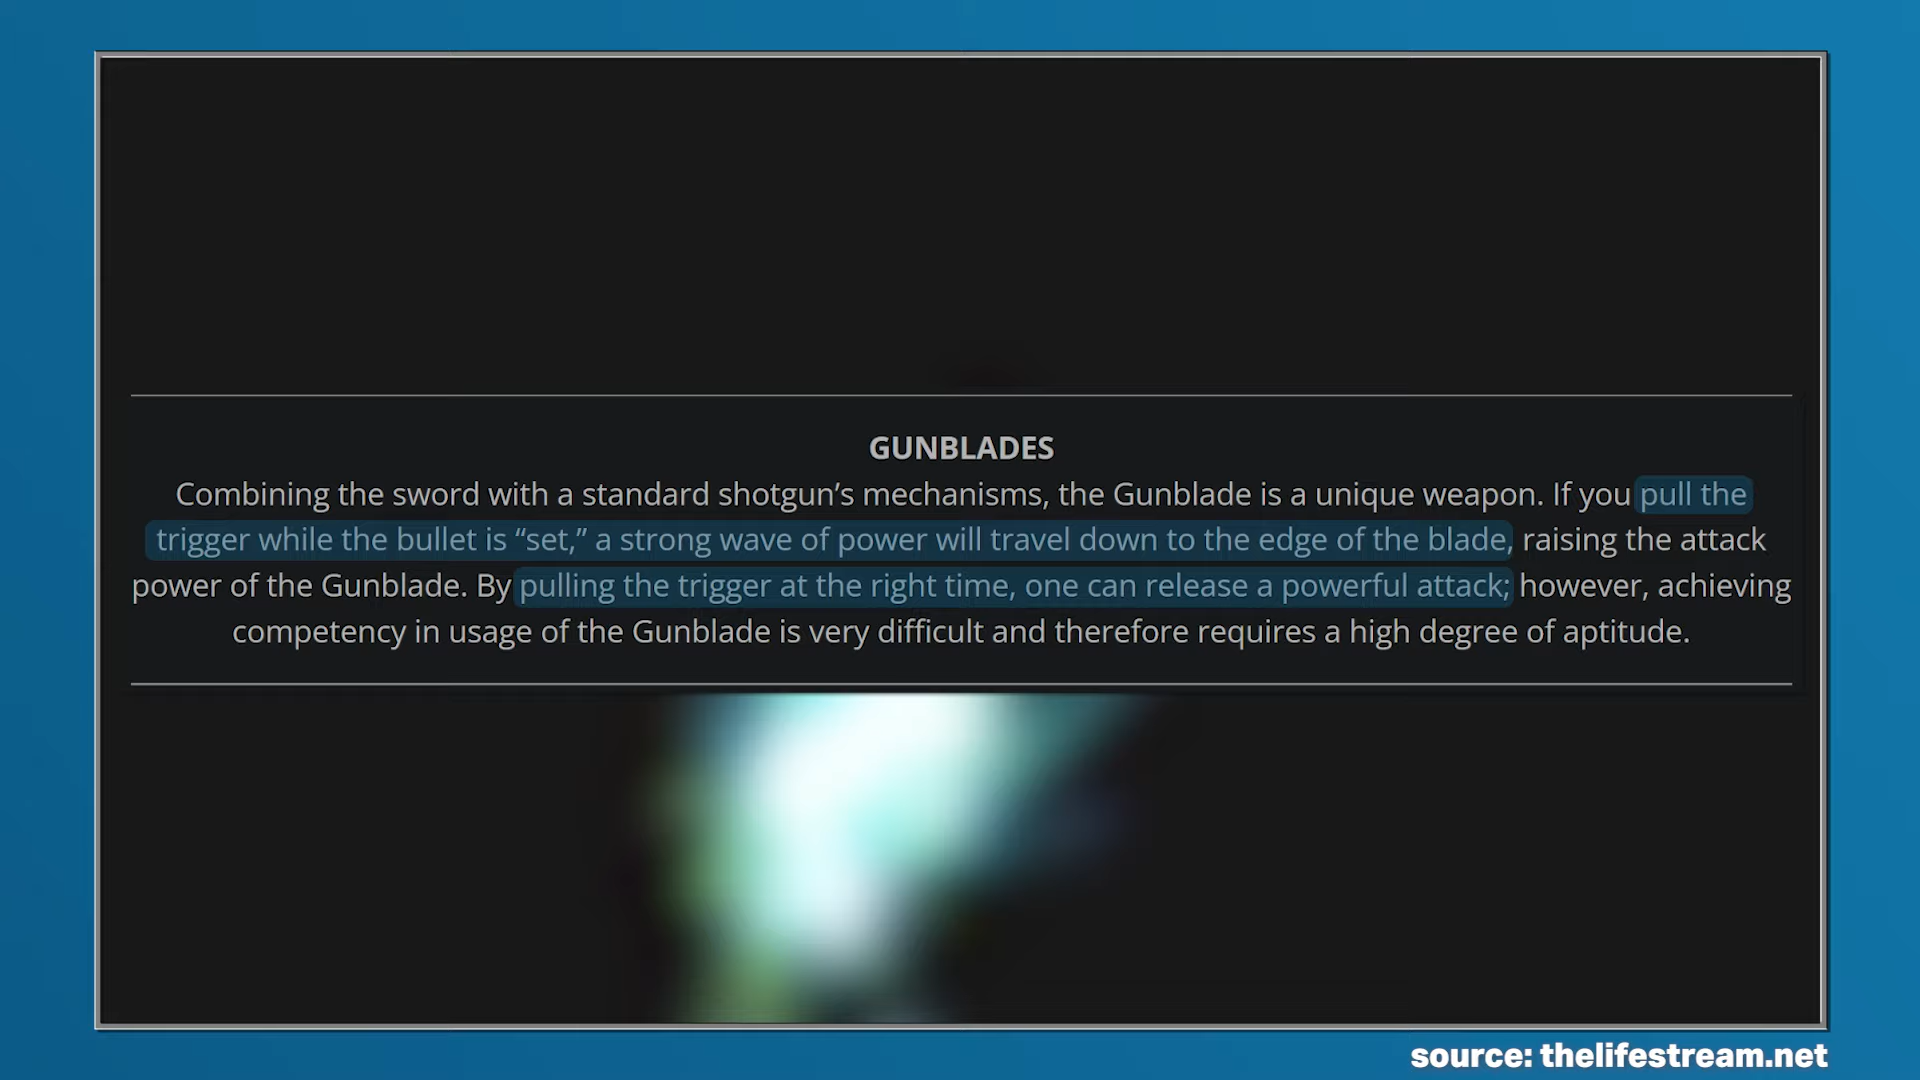 GUNBLADES
Combining the sword with a standard shotgun’s mechanisms, the Gunblade is a unique weapon. If you pull the
trigger while the bullet is “set,” a strong wave of power will travel down to the edge of the blade, raising the attack
power of the Gunblade. By pulling the trigger at the right time, one can release a powerful attack; however, achieving
competency in usage of the Gunblade is very difficult and therefore requires a high degree of aptitude.
source: thelifestream.net